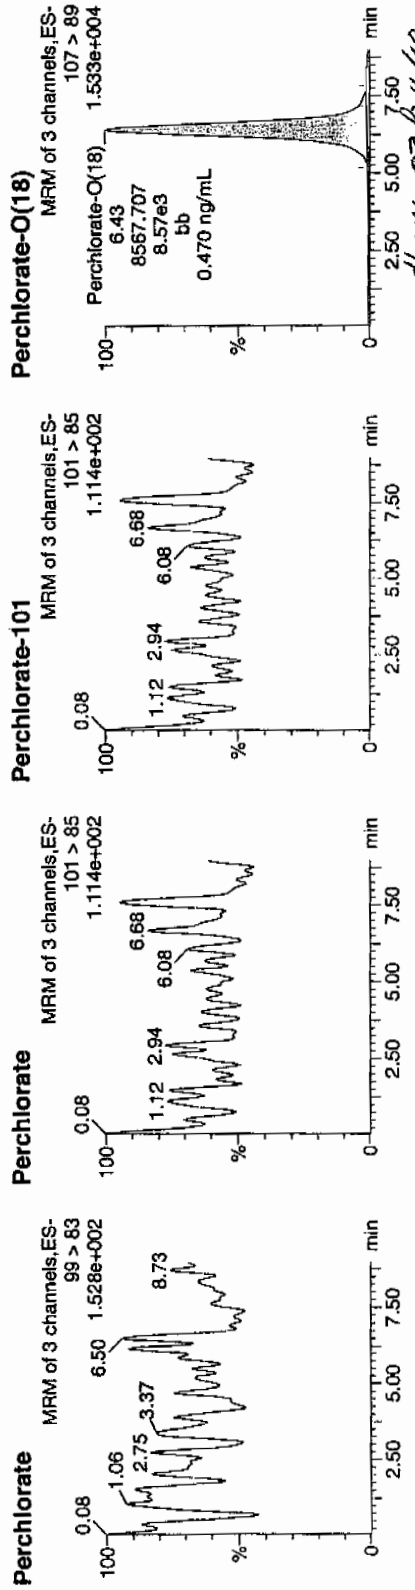 Perchlorate
MRM of 3 channels,ES-
99 > 83
1.528e+002
100
0.08
1.06
2.75
3.37
6.50
8.73
%
0
2.50
5.00
7.50
min
Perchlorate
MRM of 3 channels,ES-
101 > 85
1.114e+002
100
0.08
1.12
2.94
6.08
6.68
%
0
2.50
5.00
7.50
min
Perchlorate-101
MRM of 3 channels,ES-
101 > 85
1.114e+002
100
0.08
1.12
2.94
6.08
6.68
%
0
2.50
5.00
7.50
min
Perchlorate-O(18)
MRM of 3 channels,ES-
107 > 89
1.533e+004
100
Perchlorate-O(18)
6.43
8567.707
8.57e3
bb
0.470 ng/mL
%
0
2.50
5.00
7.50
min